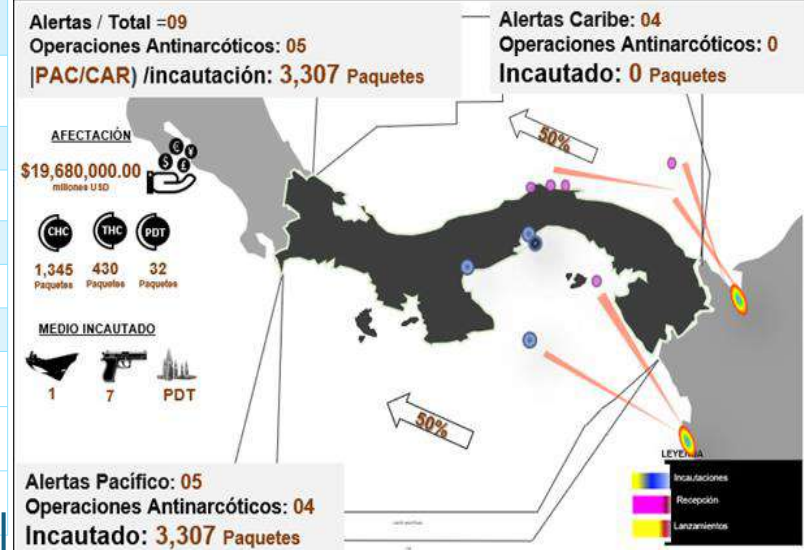 Alertas / Total =09
Operaciones Antinarcóticos: 05
|PAC/CAR) /incautación: 3,307 Paquetes
Alertas Caribe: 04
Operaciones Antinarcóticos: 0
Incautado: 0 Paquetes
AFECTACIÓN
$19,680,000.00
millones USD
CHC THC PDT
1,345 430 32
Paquetes Paquetes Paquetes
MEDIO INCAUTADO
1 7 PDT
50%
50%
Alertas Pacífico: 05
Operaciones Antinarcóticos: 04
Incautado: 3,307 Paquetes
LEYENDA
Incautaciones
Recepción
Lanzamientos